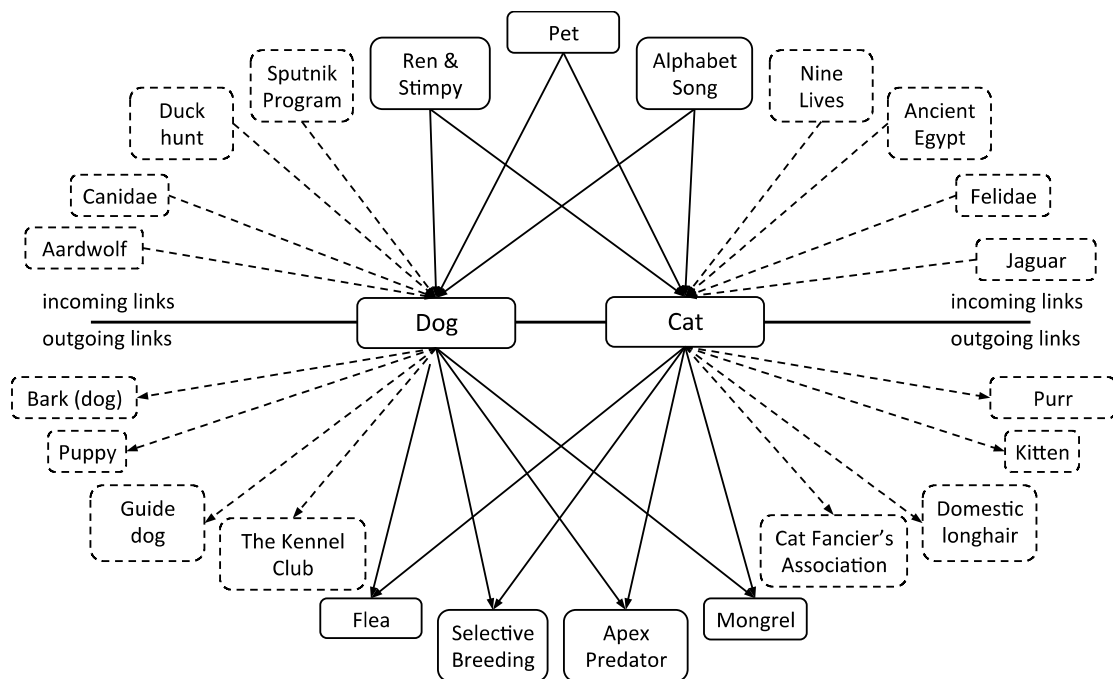 Pet
Ren &
Stimpy
Alphabet
Song
Sputnik
Program
Nine
Lives
Duck
hunt
Ancient
Egypt
Canidae
Felidae
Aardwolf
Jaguar
incoming links
incoming links
Dog
Cat
outgoing links
outgoing links
Bark (dog)
Purr
Puppy
Kitten
Guide
dog
Domestic
longhair
The Kennel
Club
Cat Fancier's
Association
Flea
Selective
Breeding
Apex
Predator
Mongrel